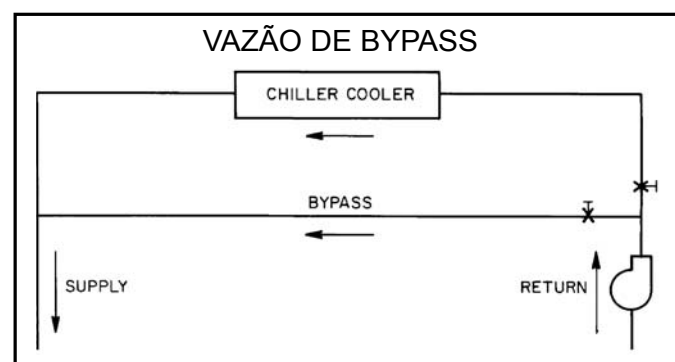 VAZÃO DE BYPASS
CHILLER COOLER
BYPASS
SUPPLY
RETURN